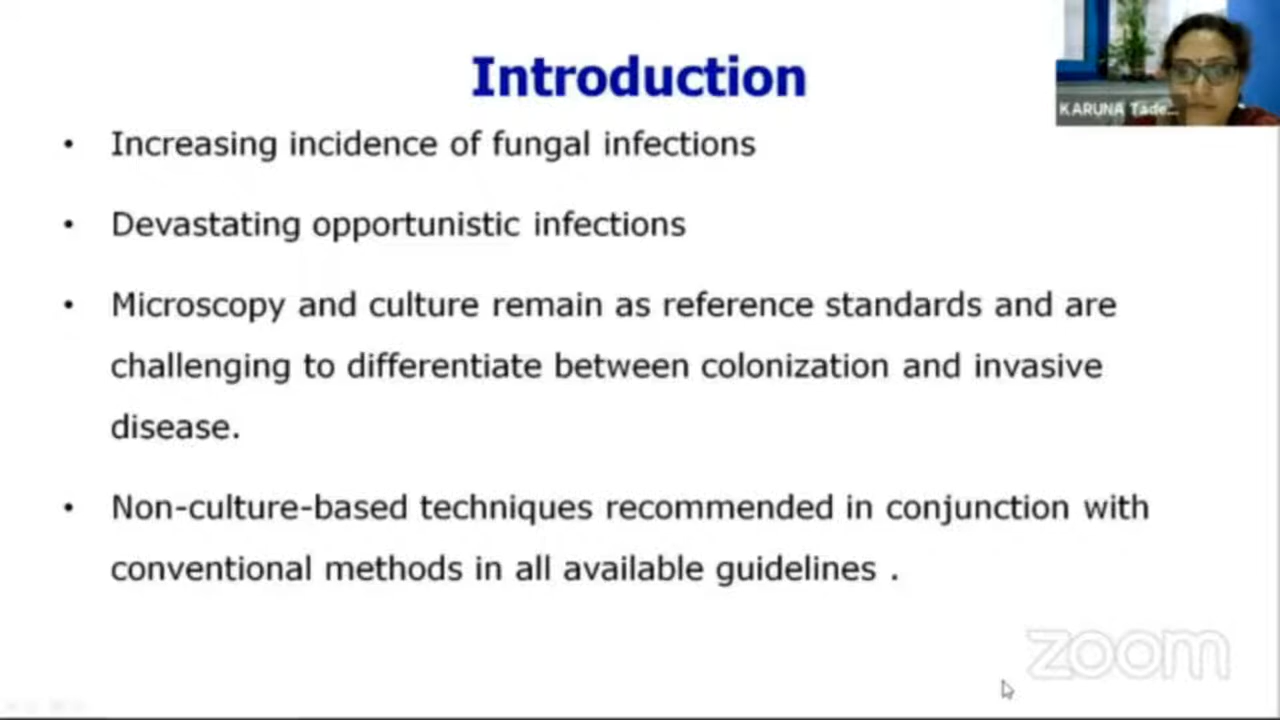 Introduction
KARUNA Tade...
• Increasing incidence of fungal infections
• Devastating opportunistic infections
• Microscopy and culture remain as reference standards and are
challenging to differentiate between colonization and invasive
disease.
• Non-culture-based techniques recommended in conjunction with
conventional methods in all available guidelines .
zoom